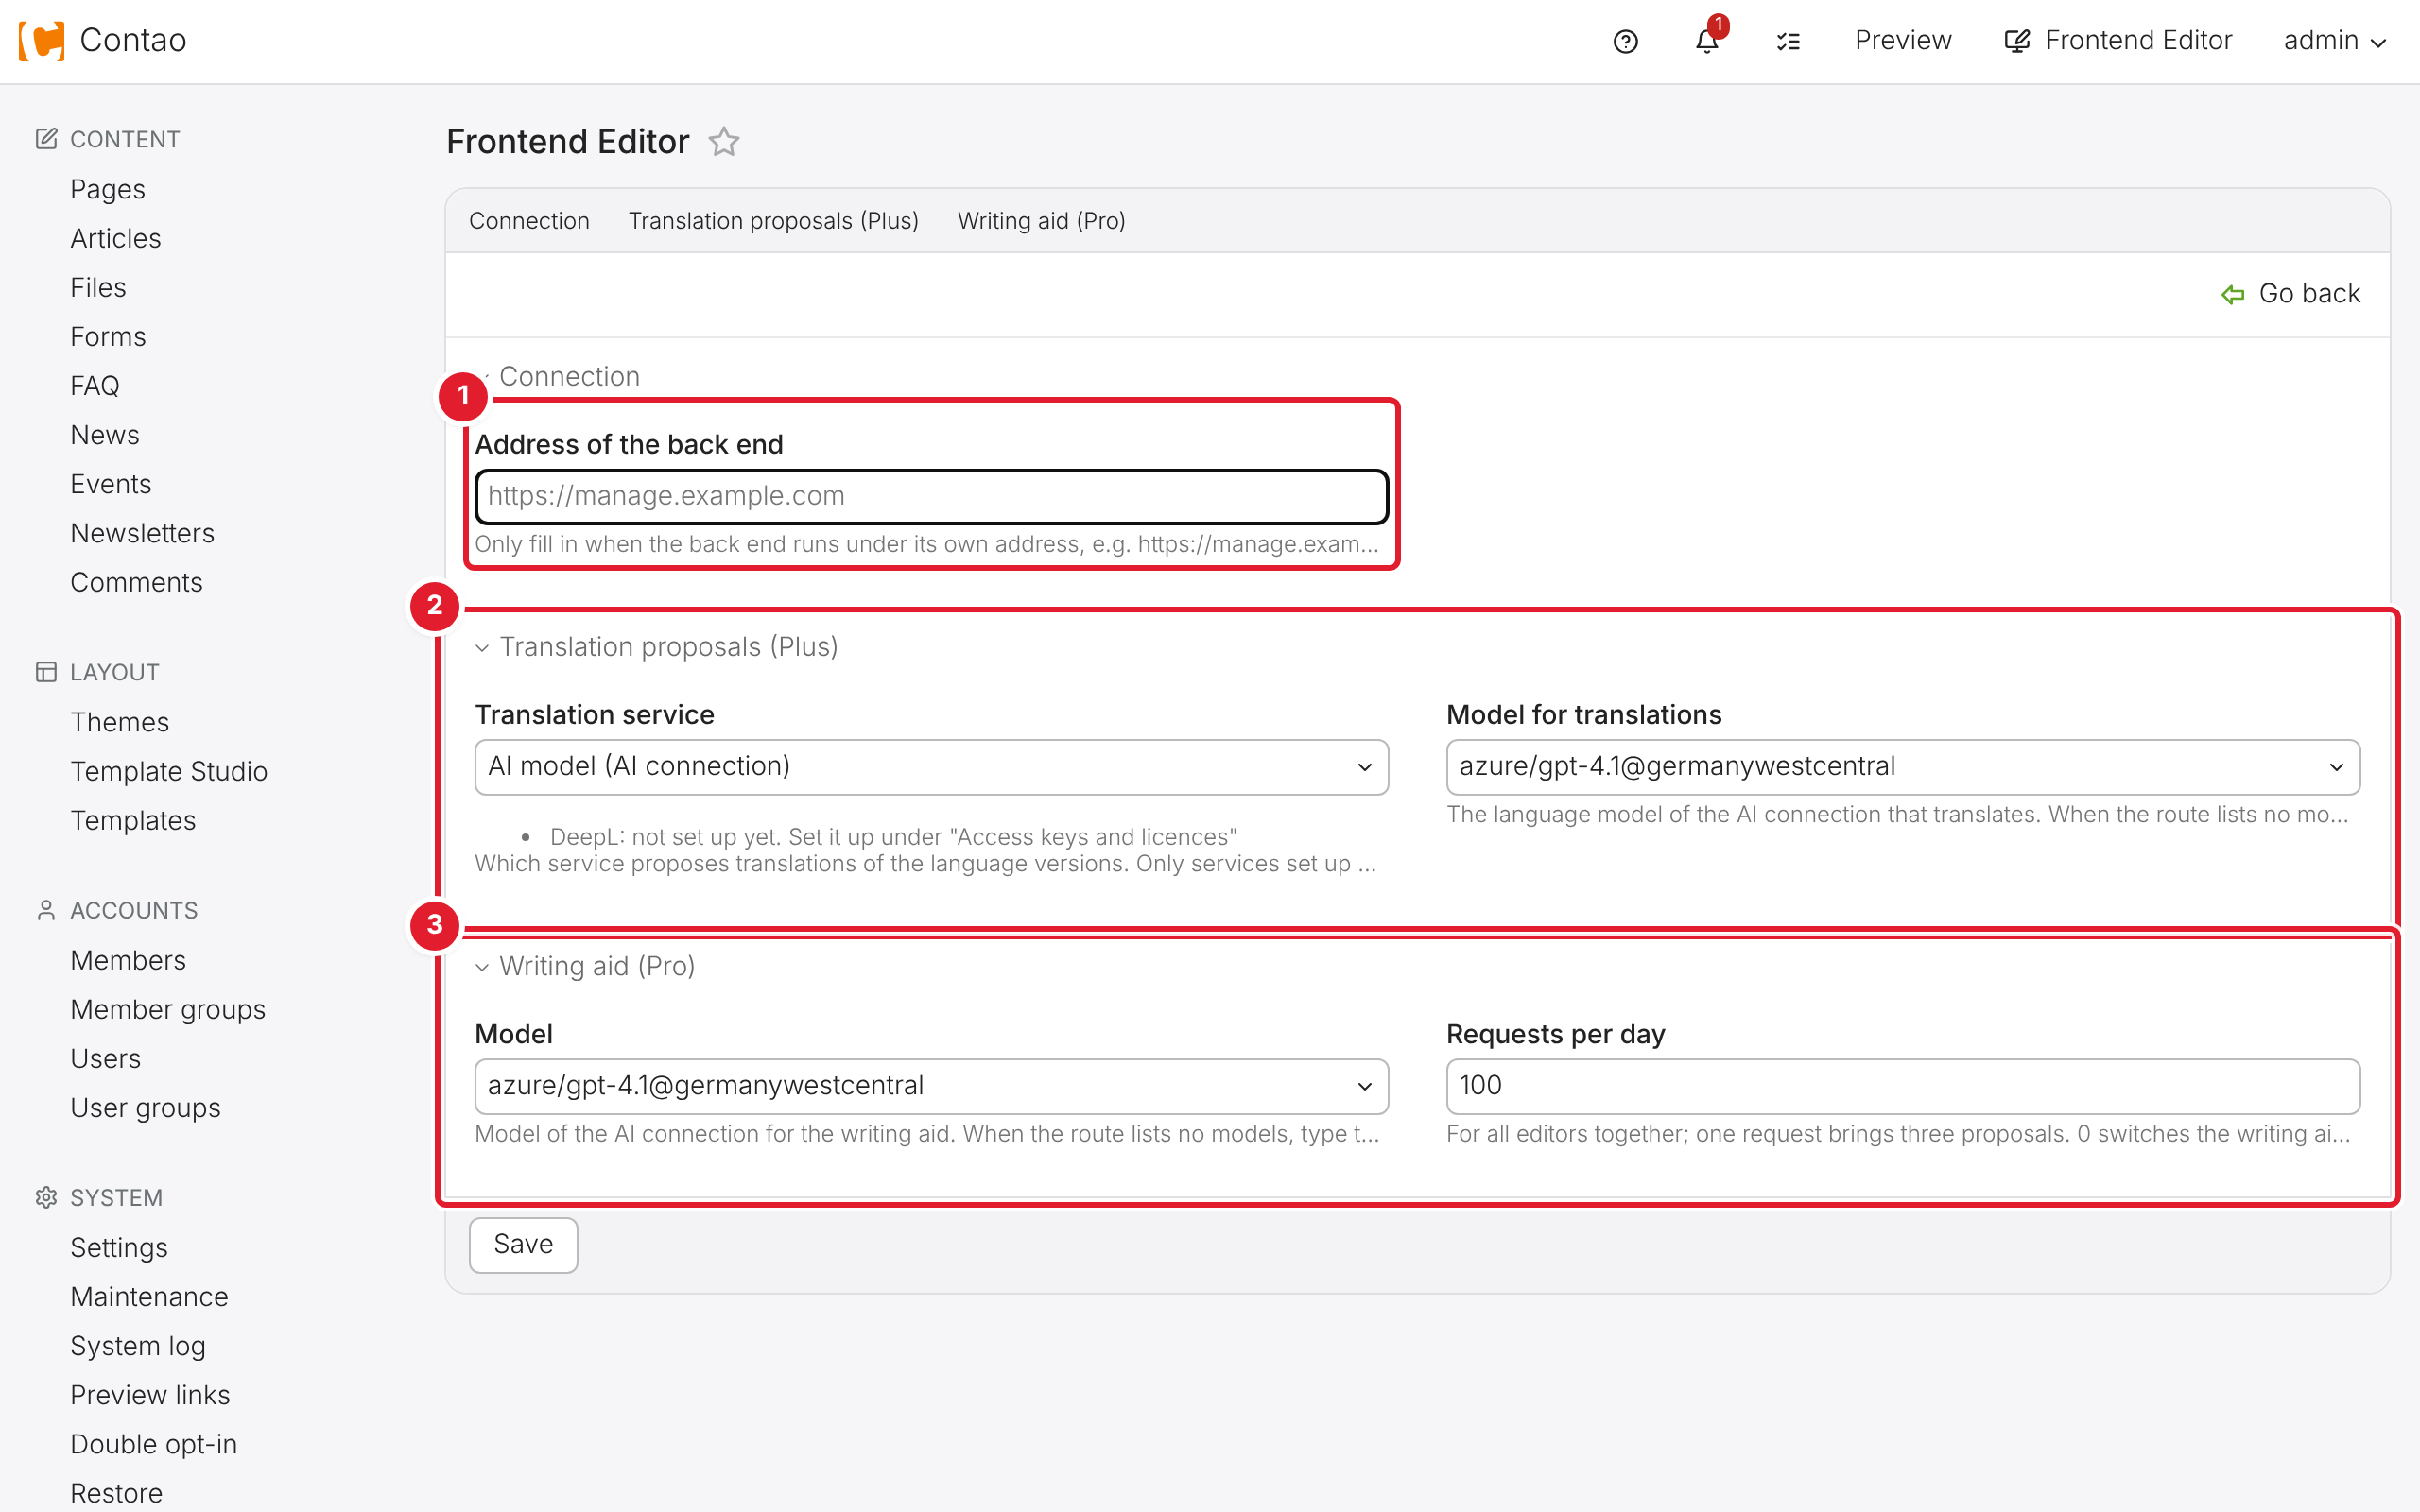 Contao
1
Preview
Frontend Editor
admin
CONTENT
Pages
Articles
Files
Forms
FAQ
News
Events
Newsletters
Comments
LAYOUT
Themes
Template Studio
Templates
ACCOUNTS
Members
Member groups
Users
User groups
SYSTEM
Settings
Maintenance
System log
Preview links
Double opt-in
Restore
Frontend Editor
Connection Translation proposals (Plus) Writing aid (Pro)
Go back
1
Connection
Address of the back end
https://manage.example.com
Only fill in when the back end runs under its own address, e.g. https://manage.exam...
2
Translation proposals (Plus)
Translation service
AI model (AI connection)
DeepL: not set up yet. Set it up under "Access keys and licences"
Which service proposes translations of the language versions. Only services set up ...
Model for translations
azure/gpt-4.1@germanywestcentral
The language model of the AI connection that translates. When the route lists no mo...
3
Writing aid (Pro)
Model
azure/gpt-4.1@germanywestcentral
Model of the AI connection for the writing aid. When the route lists no models, type t...
Requests per day
100
For all editors together; one request brings three proposals. 0 switches the writing ai...
Save